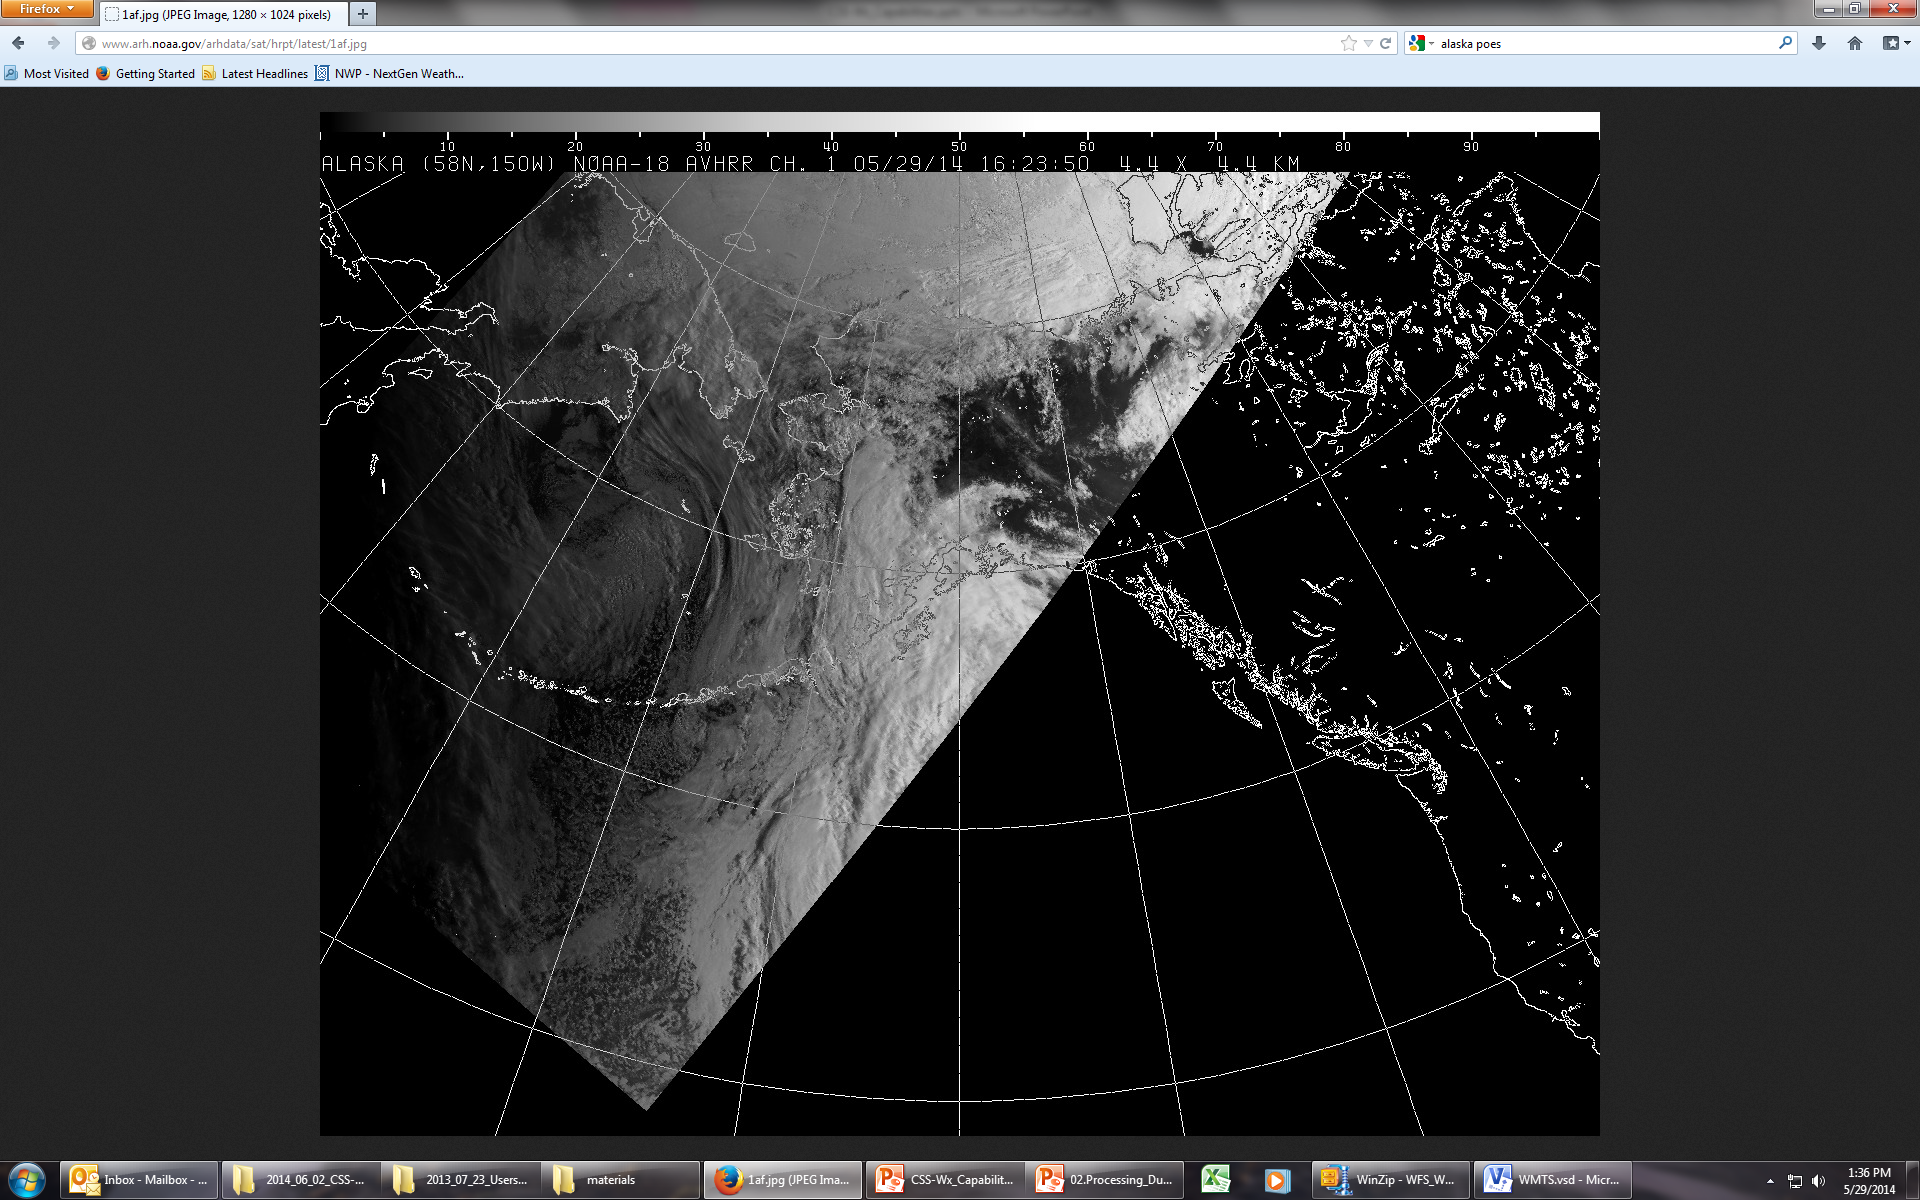 Firefox
1af.jpg (JPEG Image, 1280 × 1024 pixels)
www.arh.noaa.gov/arhdata/sat/hrpt/latest/1af.jpg
alaska poes
Most Visited
Getting Started
Latest Headlines
NWP - NextGen Weath...
10 20 30 40 50 60 70 80 90
ALASKA (58N,150W) NOAA-18 AVHRR CH. 1 05/29/14 16:23:50 4.4 X 4.4 KM
Inbox - Mailbox - ...
2014_06_02_CSS-...
2013_07_23_Users...
materials
1af.jpg (JPEG Ima...
CSS-Wx_Capabilit...
02.Processing_Du...
WinZip - WFS_W...
WMTS.vsd - Micr...
1:36 PM
5/29/2014